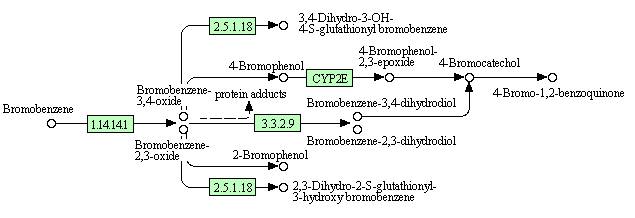 3,4-Dihydro-3-OH-
4-S-glutathionyl bromobenzene
2.5.1.18
4-Bromophenol-
2,3-epoxide
4-Bromophenol
4-Bromocatechol
CYP2E
Bromobenzene-
3,4-oxide
protein adducts
4-Bromo-1,2-benzoquinone
Bromobenzene
Bromobenzene-3,4-dihydrodiol
1.14.14.1
3.3.2.9
Bromobenzene-
2,3-oxide
Bromobenzene-2,3-dihydrodiol
2-Bromophenol
2.5.1.18
2,3-Dihydro-2-S-glutathionyl-
3-hydroxy bromobenzene